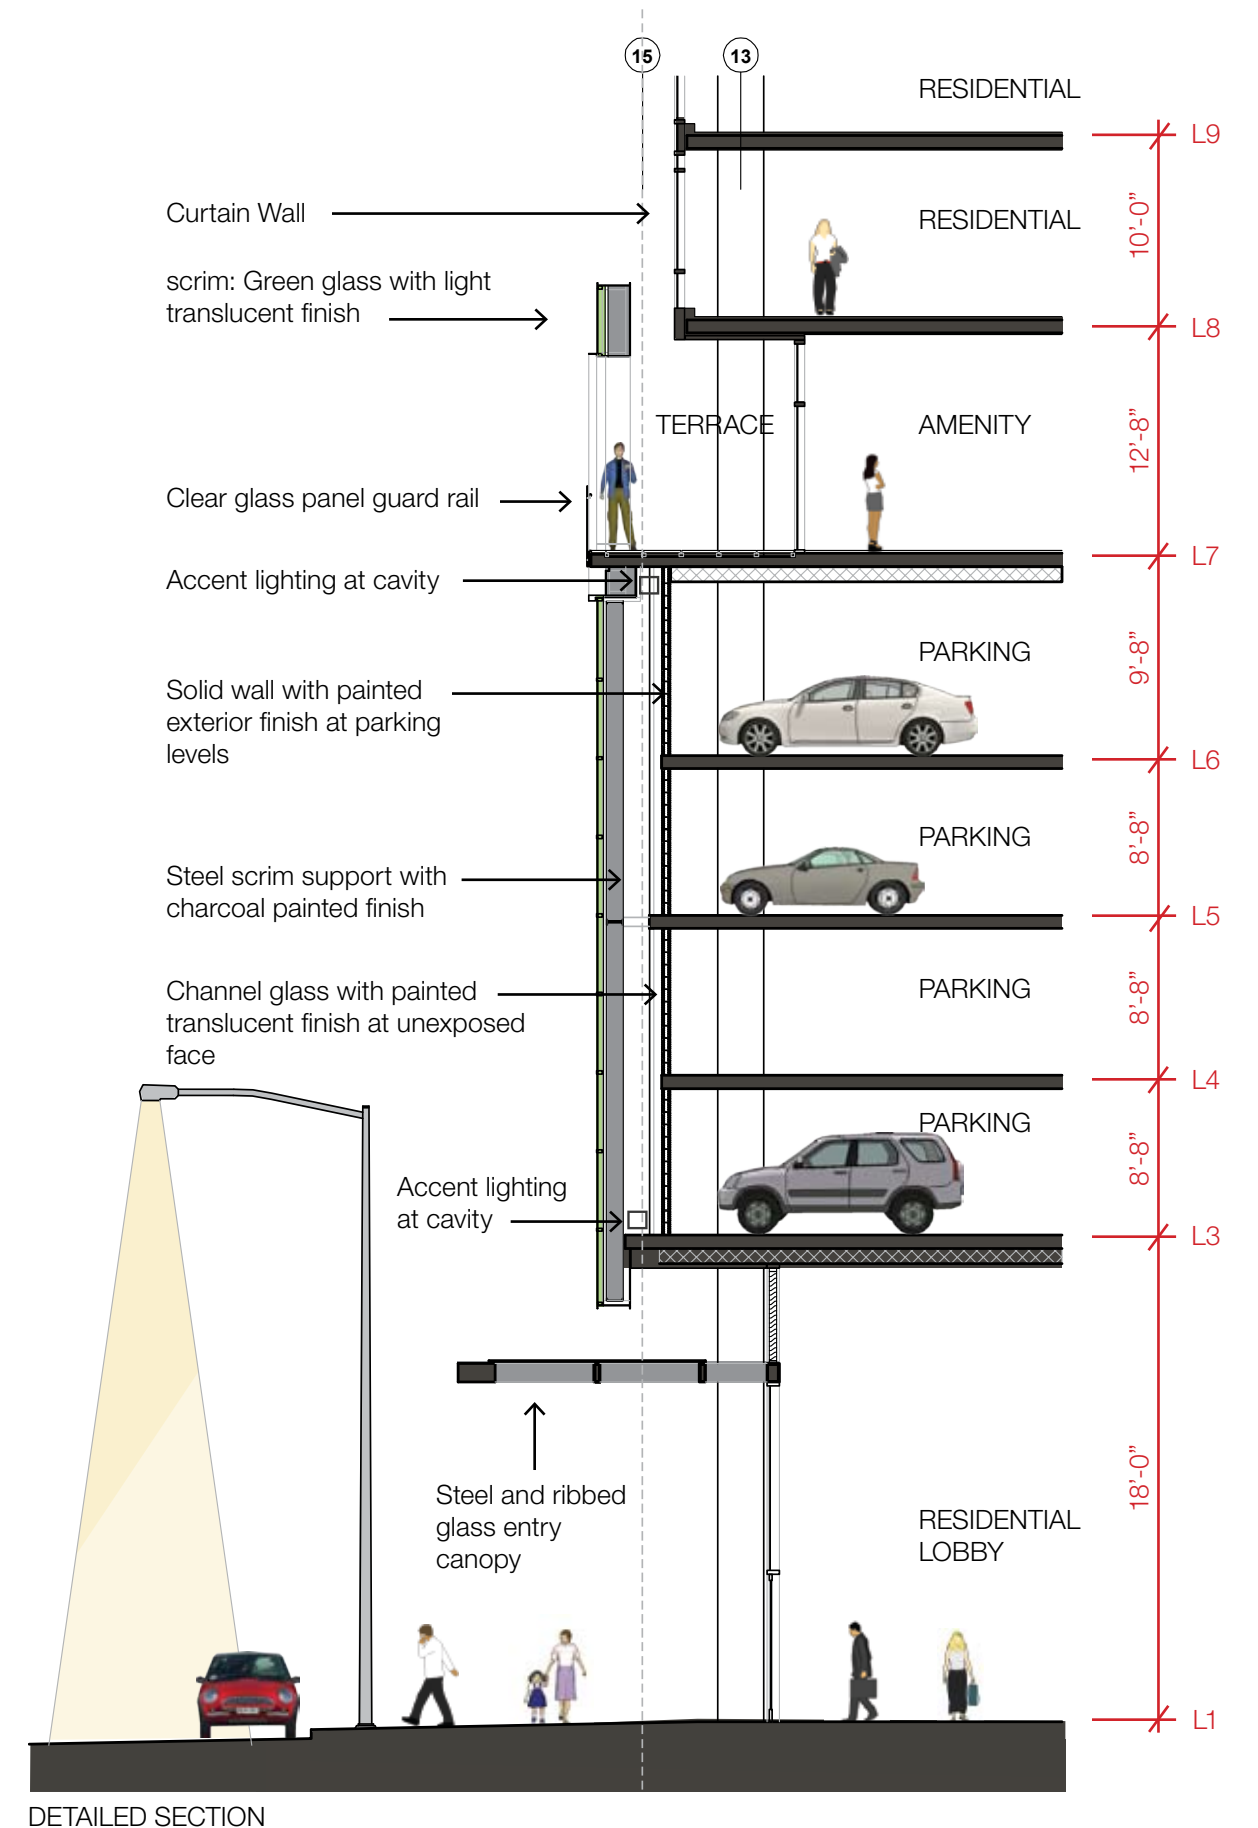 15
13
RESIDENTIAL
L9
10’-0”
Curtain Wall
RESIDENTIAL
scrim: Green glass with light
translucent finish
L8
TERRACE
AMENITY
12’-8”
Clear glass panel guard rail
L7
Accent lighting at cavity
PARKING
9’-8”
Solid wall with painted
exterior finish at parking
levels
L6
PARKING
8’-8”
Steel scrim support with
charcoal painted finish
L5
Channel glass with painted
translucent finish at unexposed
face
PARKING
8’-8”
L4
PARKING
8’-8”
Accent lighting
at cavity
L3
18’-0”
Steel and ribbed
glass entry
canopy
RESIDENTIAL
LOBBY
L1
DETAILED SECTION